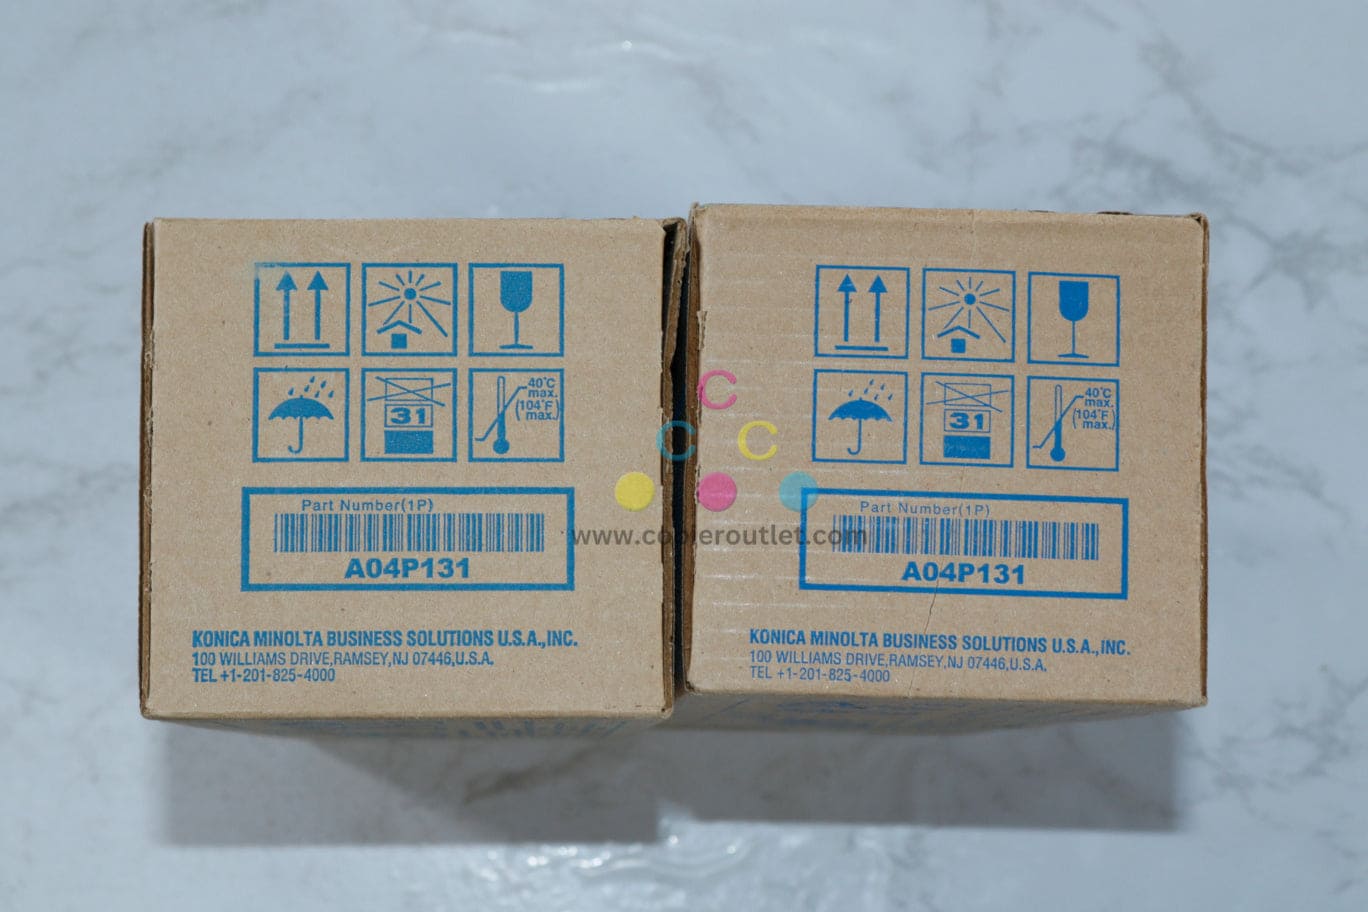 31
40°C
max.
(104°F
max.)
Part Number(1P)
A04P131
KONICA MINOLTA BUSINESS SOLUTIONS U.S.A.,INC.
100 WILLIAMS DRIVE,RAMSEY,NJ 07446,U.S.A.
TEL +1-201-825-4000
31
40°C
max.
(104°F
max.)
Part Number(1P)
A04P131
KONICA MINOLTA BUSINESS SOLUTIONS U.S.A.,INC.
100 WILLIAMS DRIVE,RAMSEY,NJ 07446,U.S.A.
TEL +1-201-825-4000
C
C C
www.copieroutlet.com